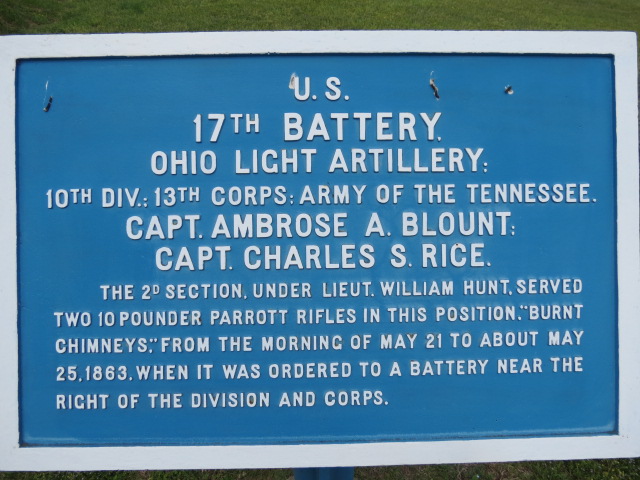 U. S.
17TH BATTERY,
OHIO LIGHT ARTILLERY;
10TH DIV.; 13TH CORPS; ARMY OF THE TENNESSEE.
CAPT. AMBROSE A. BLOUNT;
CAPT. CHARLES S. RICE.
THE 2D SECTION, UNDER LIEUT. WILLIAM HUNT, SERVED
TWO 10 POUNDER PARROTT RIFLES IN THIS POSITION, "BURNT
CHIMNEYS," FROM THE MORNING OF MAY 21 TO ABOUT MAY
25, 1863, WHEN IT WAS ORDERED TO A BATTERY NEAR THE
RIGHT OF THE DIVISION AND CORPS.